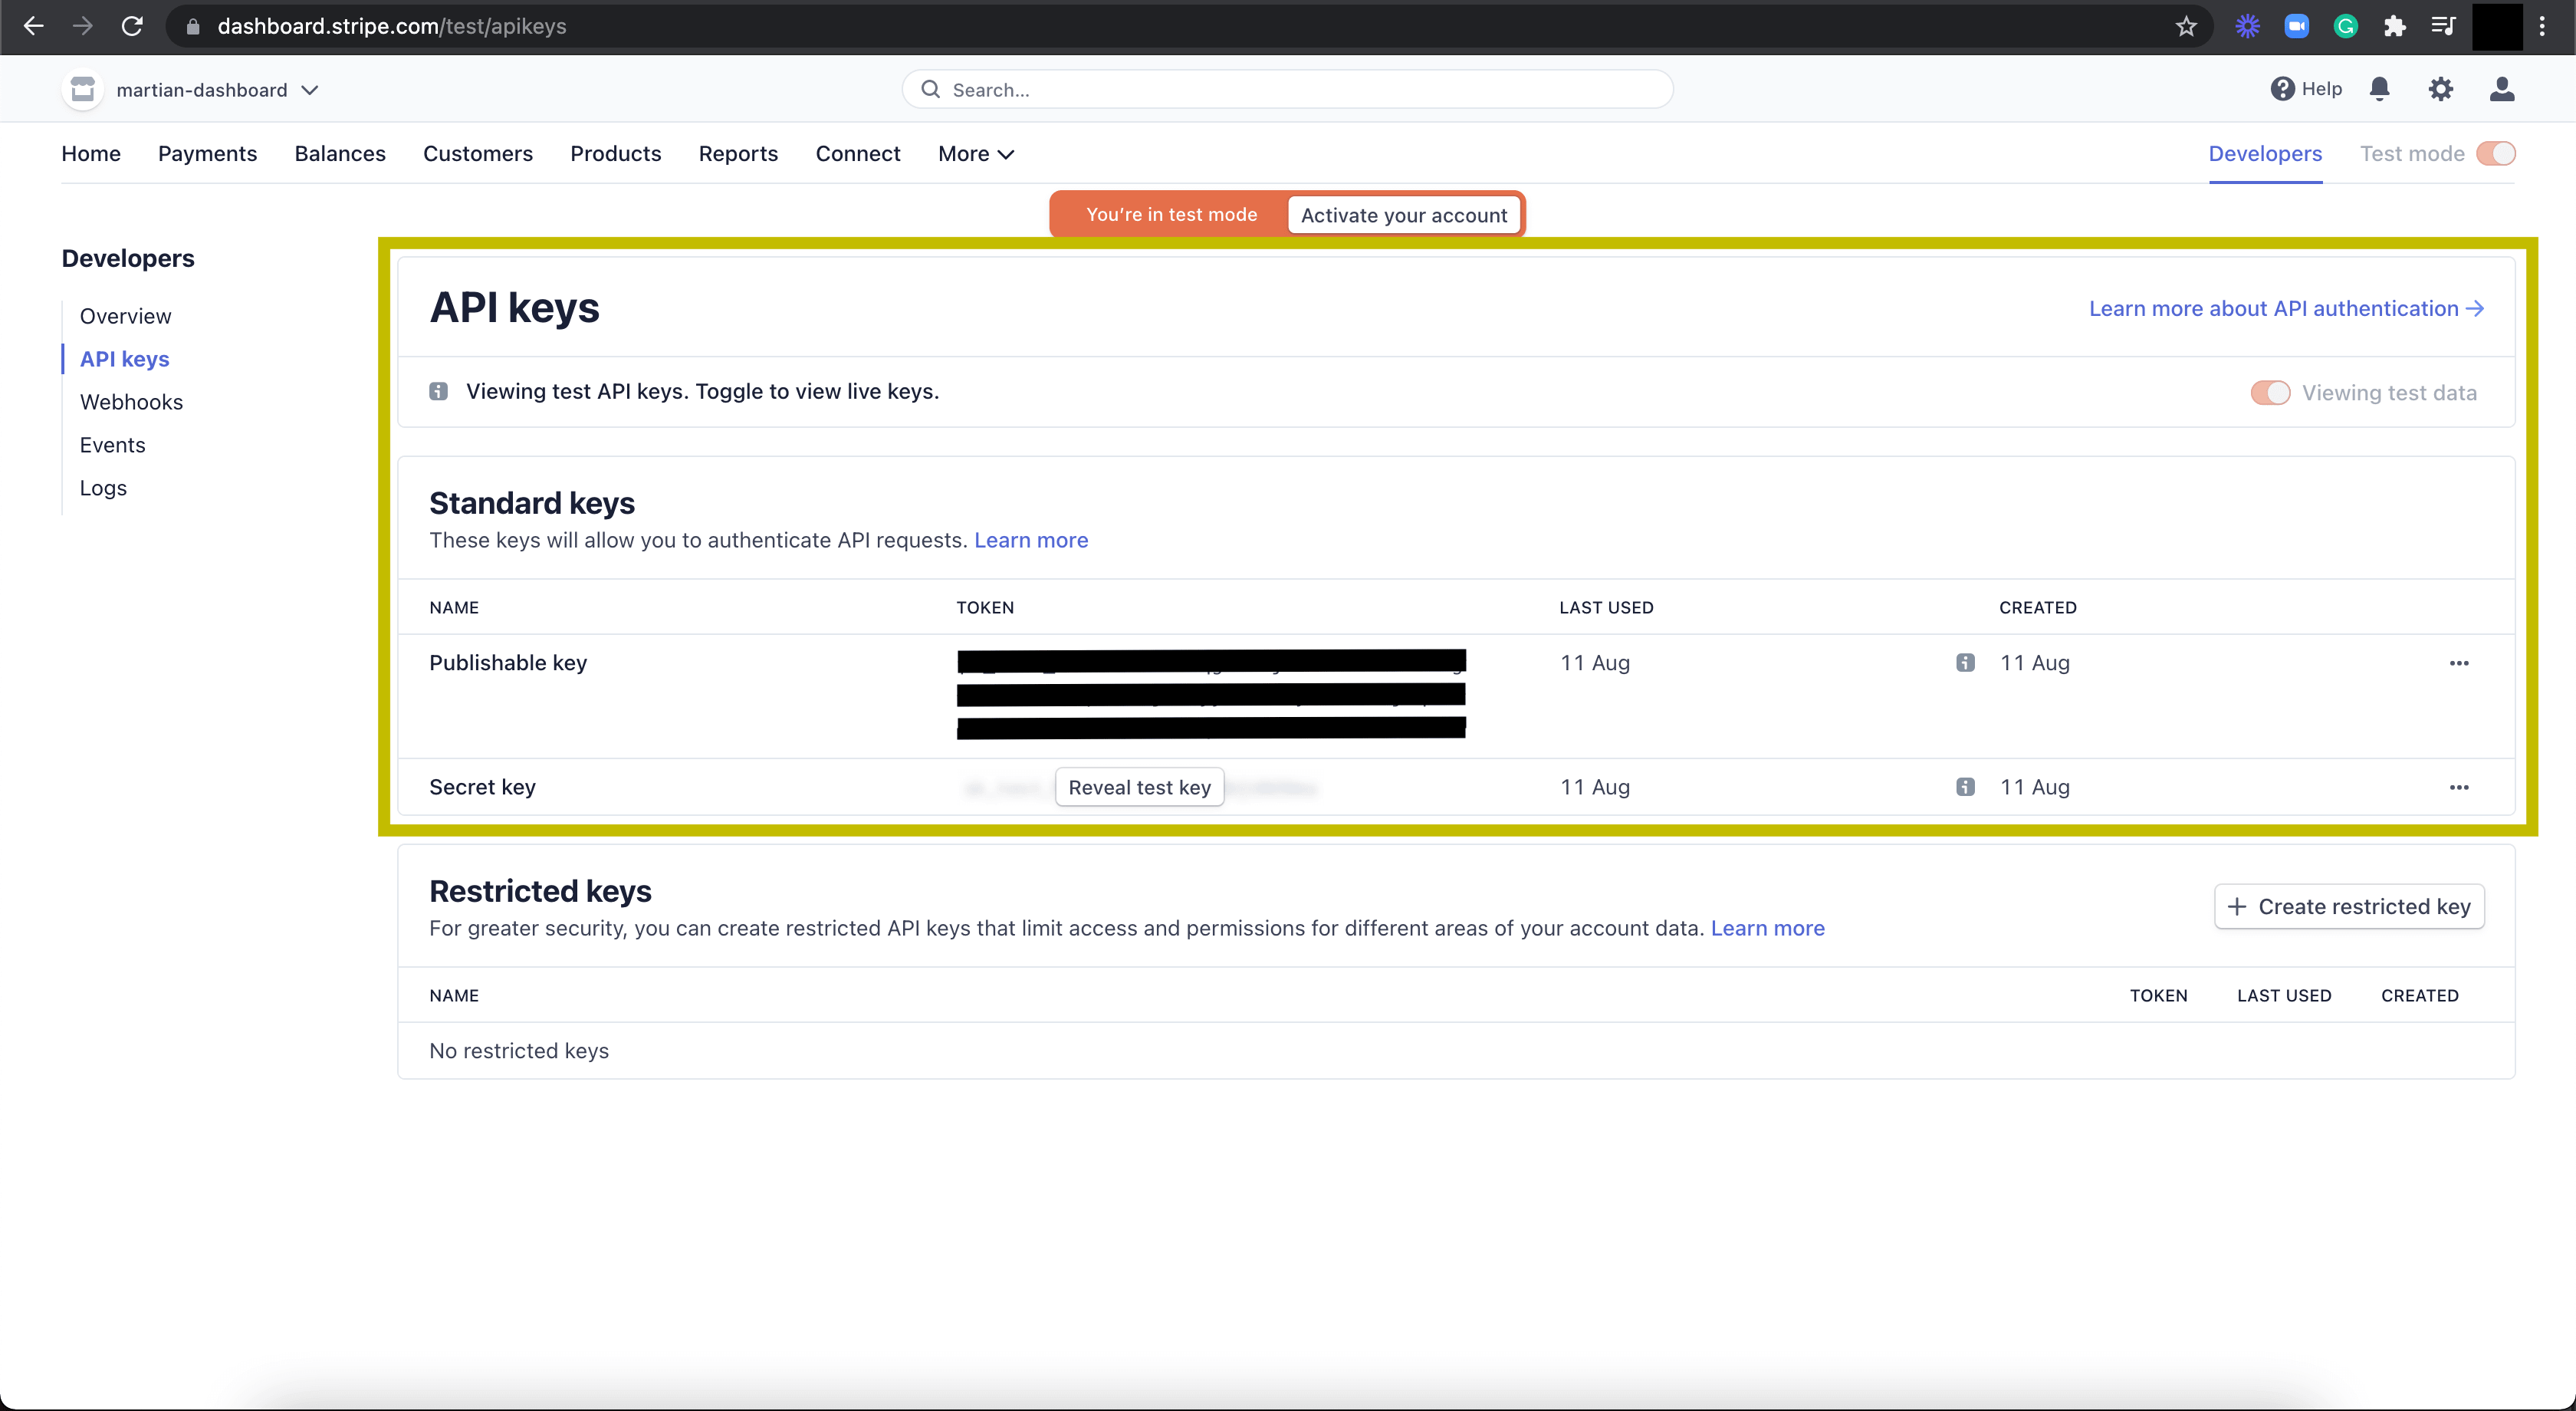 dashboard.stripe.com/test/apikeys
martian-dashboard
Search...
Help
Home Payments Balances Customers Products Reports Connect More
Developers Test mode
You're in test mode Activate your account
Developers
Overview
API keys
Webhooks
Events
Logs
API keys
Learn more about API authentication →
Viewing test API keys. Toggle to view live keys.
Viewing test data
Standard keys
These keys will allow you to authenticate API requests. Learn more
NAME TOKEN LAST USED CREATED
Publishable key 11 Aug 11 Aug
Secret key Reveal test key 11 Aug 11 Aug
Restricted keys
For greater security, you can create restricted API keys that limit access and permissions for different areas of your account data. Learn more
+ Create restricted key
NAME TOKEN LAST USED CREATED
No restricted keys